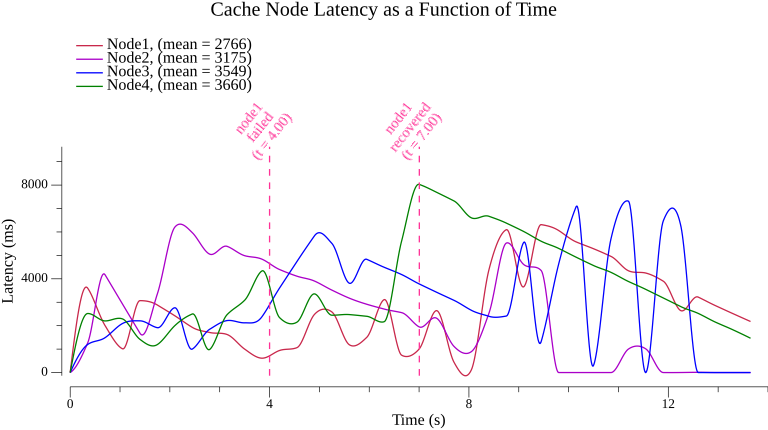 Cache Node Latency as a Function of Time
Node1, (mean = 2766)
Node2, (mean = 3175)
Node3, (mean = 3549)
Node4, (mean = 3660)
node1
failed
(t = 4.00)
node1
recovered
(t = 7.00)
8000
4000
0
Latency (ms)
0
4
8
12
Time (s)